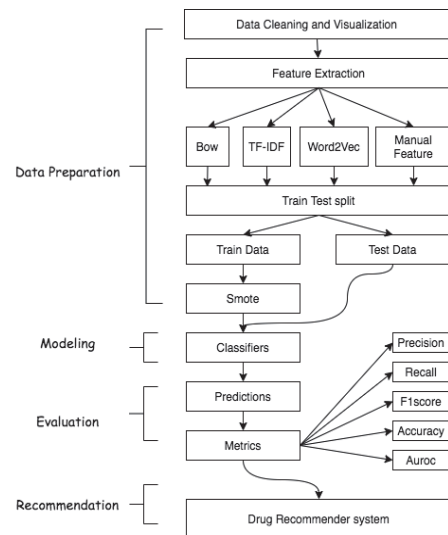 Data Cleaning and Visualization
Feature Extraction
Bow
TF-IDF
Word2Vec
Manual
Feature
Data Preparation
Train Test split
Train Data
Test Data
Smote
Modeling
Classifiers
Precision
Recall
Predictions
F1score
Evaluation
Accuracy
Metrics
Auroc
Recommendation
Drug Recommender system